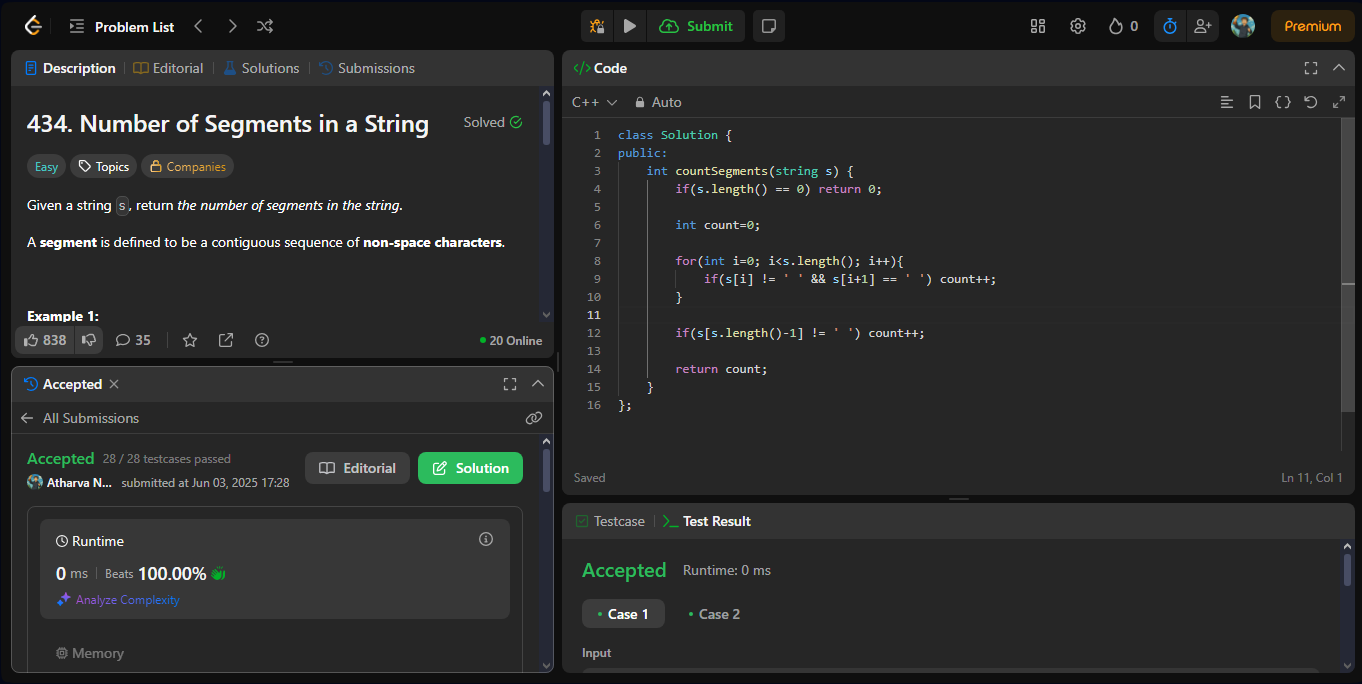 Problem List
Submit
0
Premium
Description
Editorial
Solutions
Submissions
434. Number of Segments in a String
Solved
Easy
Topics
Companies
Given a string s, return the number of segments in the string.
A segment is defined to be a contiguous sequence of non-space characters.
Example 1:
838
35
20 Online
Accepted
All Submissions
Accepted 28 / 28 testcases passed
Atharva N... submitted at Jun 03, 2025 17:28
Editorial
Solution
Runtime
0 ms Beats 100.00%
Analyze Complexity
Memory
</> Code
C++
Auto
1 class Solution {
2 public:
3     int countSegments(string s) {
4         if(s.length() == 0) return 0;
5
6         int count=0;
7
8         for(int i=0; i<s.length(); i++){
9             if(s[i] != ' ' && s[i+1] == ' ') count++;
10         }
11
12         if(s[s.length()-1] != ' ') count++;
13
14         return count;
15     }
16 };
Saved
Ln 11, Col 1
Testcase
Test Result
Accepted Runtime: 0 ms
Case 1
Case 2
Input